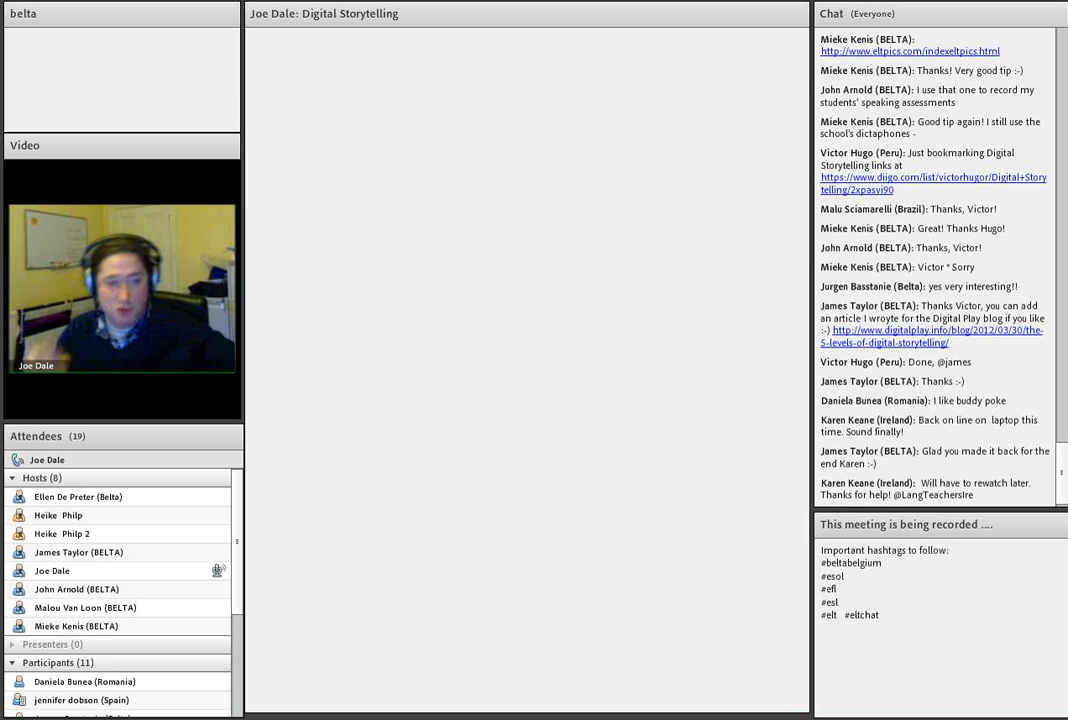 belta
Joe Dale: Digital Storytelling
Video
Joe Dale
Attendees (19)
Joe Dale
Hosts (8)
Ellen De Preter (Belta)
Heike Philp
Heike Philp 2
James Taylor (BELTA)
Joe Dale
John Arnold (BELTA)
Malou Van Loon (BELTA)
Mieke Kenis (BELTA)
Presenters (0)
Participants (11)
Daniela Bunea (Romania)
jennifer dobson (Spain)
Chat (Everyone)
Mieke Kenis (BELTA):
http://www.eltpics.com/indexeltpics.html
Mieke Kenis (BELTA): Thanks! Very good tip :-)
John Arnold (BELTA): I use that one to record my
students' speaking assessments
Mieke Kenis (BELTA): Good tip again! I still use the
school's dictaphones -
Victor Hugo (Peru): Just bookmarking Digital
Storytelling links at
https://www.diigo.com/list/victorhugor/Digital+Story
telling/2xpasvi90
Malu Sciamarelli (Brazil): Thanks, Victor!
Mieke Kenis (BELTA): Great! Thanks Hugo!
John Arnold (BELTA): Thanks, Victor!
Mieke Kenis (BELTA): Victor * Sorry
Jurgen Basstanie (Belta): yes very interesting!!
James Taylor (BELTA): Thanks Victor, you can add
an article I wroyte for the Digital Play blog if you like
:-) http://www.digitalplay.info/blog/2012/03/30/the-
5-levels-of-digital-storytelling/
Victor Hugo (Peru): Done, @james
James Taylor (BELTA): Thanks :-)
Daniela Bunea (Romania): I like buddy poke
Karen Keane (Ireland): Back on line on laptop this
time. Sound finally!
James Taylor (BELTA): Glad you made it back for the
end Karen :-)
Karen Keane (Ireland): Will have to rewatch later.
Thanks for help! @LangTeachersIre
This meeting is being recorded ....
Important hashtags to follow:
#beltabelgium
#esol
#efl
#esl
#elt #eltchat